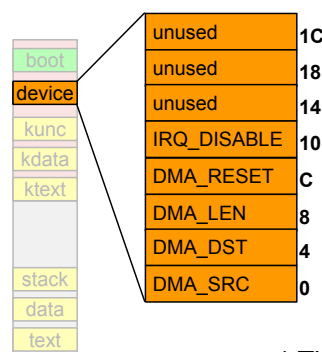 boot
device
kunc
kdata
ktext
stack
data
text
unused 1C
unused 18
unused 14
IRQ_DISABLE 10
DMA_RESET C
DMA_LEN 8
DMA_DST 4
DMA_SRC 0